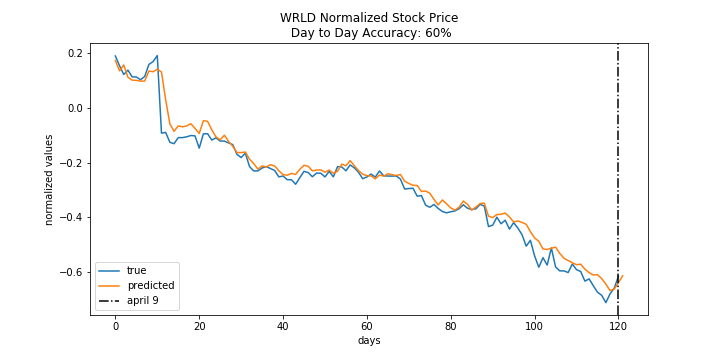 WRLD Normalized Stock Price
Day to Day Accuracy: 60%
normalized values
0.2
0.0
−0.2
−0.4
−0.6
true
predicted
april 9
0
20
40
60
80
100
120
days